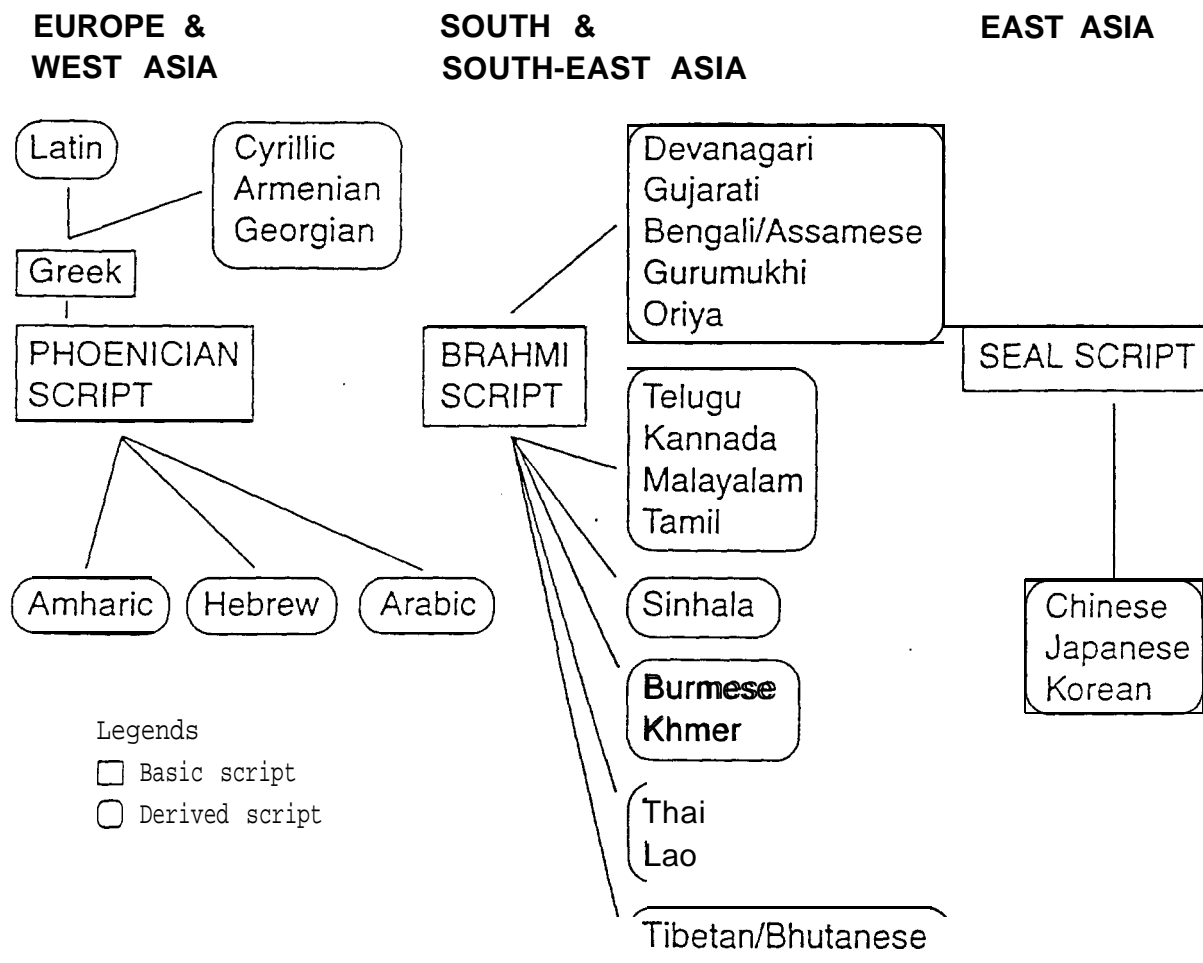 EUROPE &
WEST ASIA
SOUTH &
SOUTH-EAST ASIA
EAST ASIA
Latin
Cyrillic
Armenian
Georgian
Greek
PHOENICIAN
SCRIPT
Amharic
Hebrew
Arabic
Legends
Basic script
Derived script
BRAHMI
SCRIPT
Devanagari
Gujarati
Bengali/Assamese
Gurumukhi
Oriya
Telugu
Kannada
Malayalam
Tamil
Sinhala
Burmese
Khmer
Thai
Lao
Tibetan/Bhutanese
SEAL SCRIPT
Chinese
Japanese
Korean